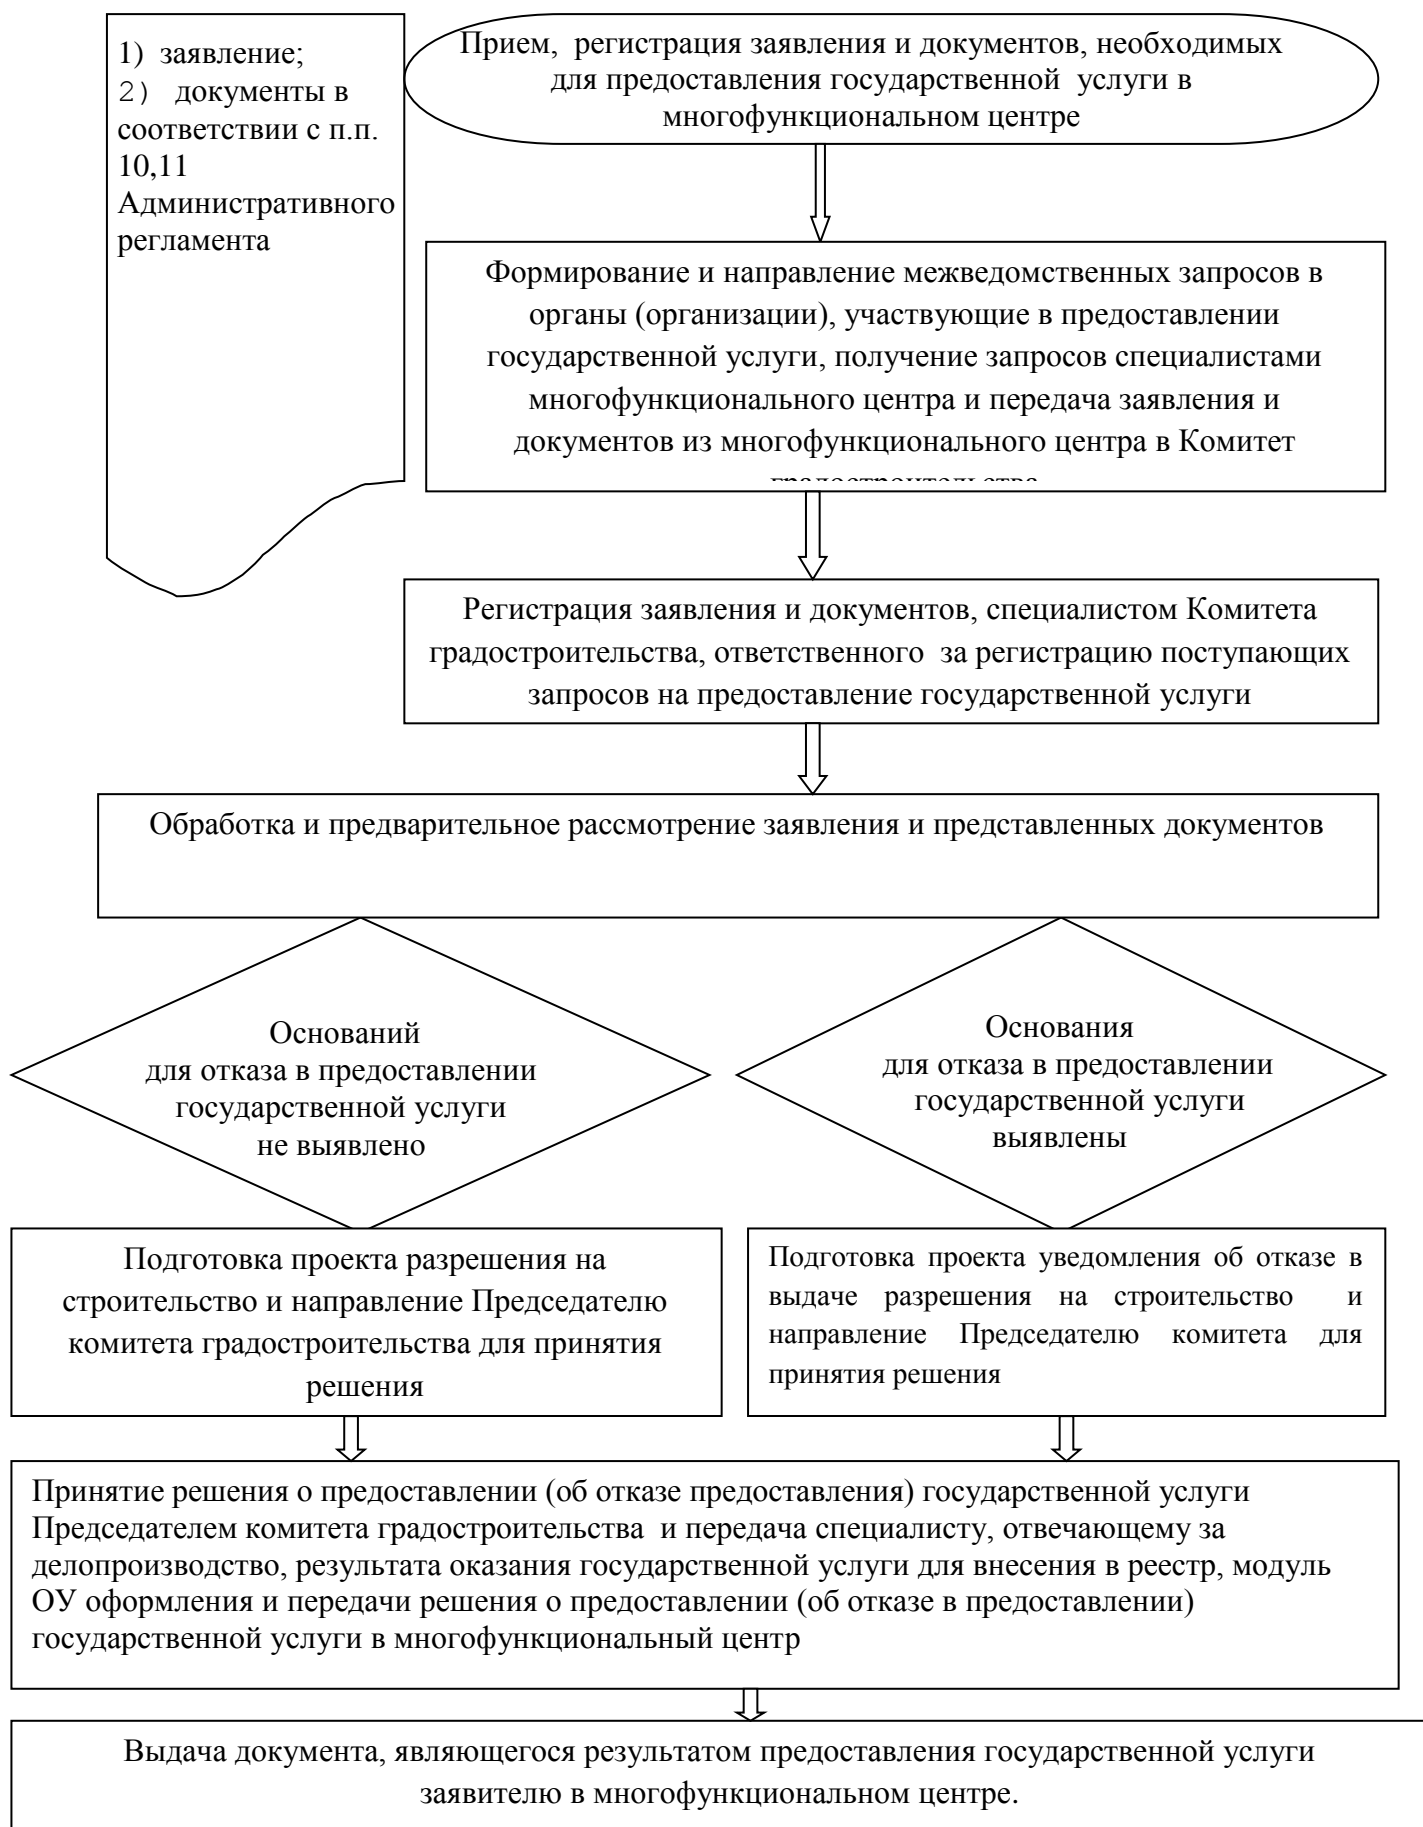 1) заявление;
2) документы в
соответствии с п.п.
10,11
Административного
регламента
Прием, регистрация заявления и документов, необходимых
для предоставления государственной услуги в
многофункциональном центре
Формирование и направление межведомственных запросов в
органы (организации), участвующие в предоставлении
государственной услуги, получение запросов специалистами
многофункционального центра и передача заявления и
документов из многофункционального центра в Комитет
градостроительства
Регистрация заявления и документов, специалистом Комитета
градостроительства, ответственного за регистрацию поступающих
запросов на предоставление государственной услуги
Обработка и предварительное рассмотрение заявления и представленных документов
Оснований
для отказа в предоставлении
государственной услуги
не выявлено
Основания
для отказа в предоставлении
государственной услуги
выявлены
Подготовка проекта разрешения на
строительство и направление Председателю
комитета градостроительства для принятия
решения
Подготовка проекта уведомления об отказе в
выдаче разрешения на строительство и
направление Председателю комитета для
принятия решения
Принятие решения о предоставлении (об отказе предоставления) государственной услуги
Председателем комитета градостроительства и передача специалисту, отвечающему за
делопроизводство, результата оказания государственной услуги для внесения в реестр, модуль
ОУ оформления и передачи решения о предоставлении (об отказе в предоставлении)
государственной услуги в многофункциональный центр
Выдача документа, являющегося результатом предоставления государственной услуги
заявителю в многофункциональном центре.